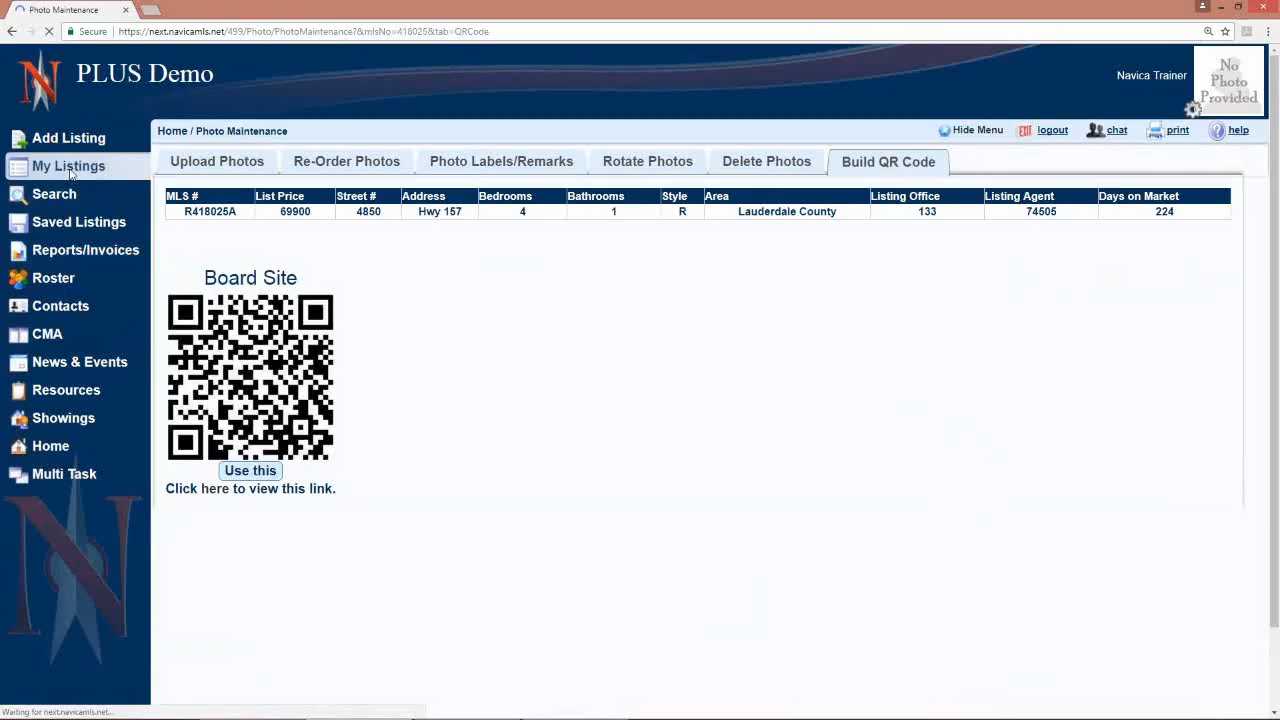 Photo Maintenance
Secure https://next.navicamls.net/499/Photo/PhotoMaintenance?&mlsNo=418025&tab=QRCode
N PLUS Demo
Navica Trainer
No
Photo
Provided
Home / Photo Maintenance
Hide Menu EXIT logout chat print help
Add Listing
My Listings
Search
Saved Listings
Reports/Invoices
Roster
Contacts
CMA
News & Events
Resources
Showings
Home
Multi Task
N
Upload Photos Re-Order Photos Photo Labels/Remarks Rotate Photos Delete Photos Build QR Code
MLS # List Price Street # Address Bedrooms Bathrooms Style Area Listing Office Listing Agent Days on Market
R418025A 69900 4850 Hwy 157 4 1 R Lauderdale County 133 74505 224
Board Site
Use this
Click here to view this link.
Waiting for next.navicamls.net...